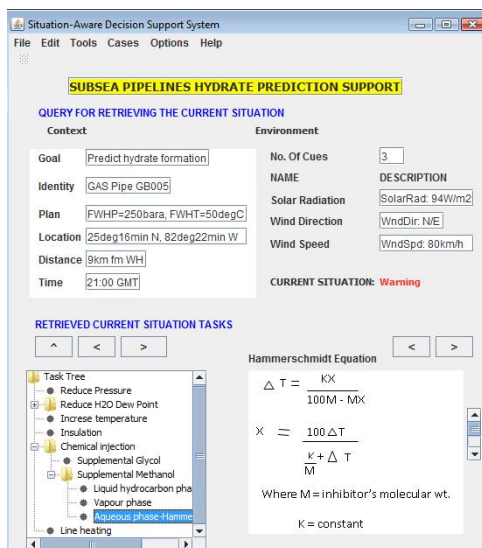 Situation-Aware Decision Support System
File Edit Tools Cases Options Help
SUBSEA PIPELINES HYDRATE PREDICTION SUPPORT
QUERY FOR RETRIEVING THE CURRENT SITUATION
Context
Goal Predict hydrate formation
Identity GAS Pipe GB005
Plan FWHP=250bara, FWHT=50degC
Location 25deg16min N, 82deg22min W
Distance 9km fm WH
Time 21:00 GMT
Environment
No. Of Cues 3
NAME DESCRIPTION
Solar Radiation SolarRad: 94W/m2
Wind Direction WndDir: N/E
Wind Speed WndSpd: 80km/h
CURRENT SITUATION: Warning
RETRIEVED CURRENT SITUATION TASKS
^ < >
Task Tree
Reduce Pressure
Reduce H2O Dew Point
Increse temperature
Insulation
Chemical injection
Supplemental Glycol
Supplemental Methanol
Liquid hydrocarbon pha
Vapour phase
Aqueous phase-Hamme
Line heating
< >
Hammerschmidt Equation
△ T = KX
100M - MX
X = 100△T
K + △ T
M
Where M = inhibitor's molecular wt.
K = constant